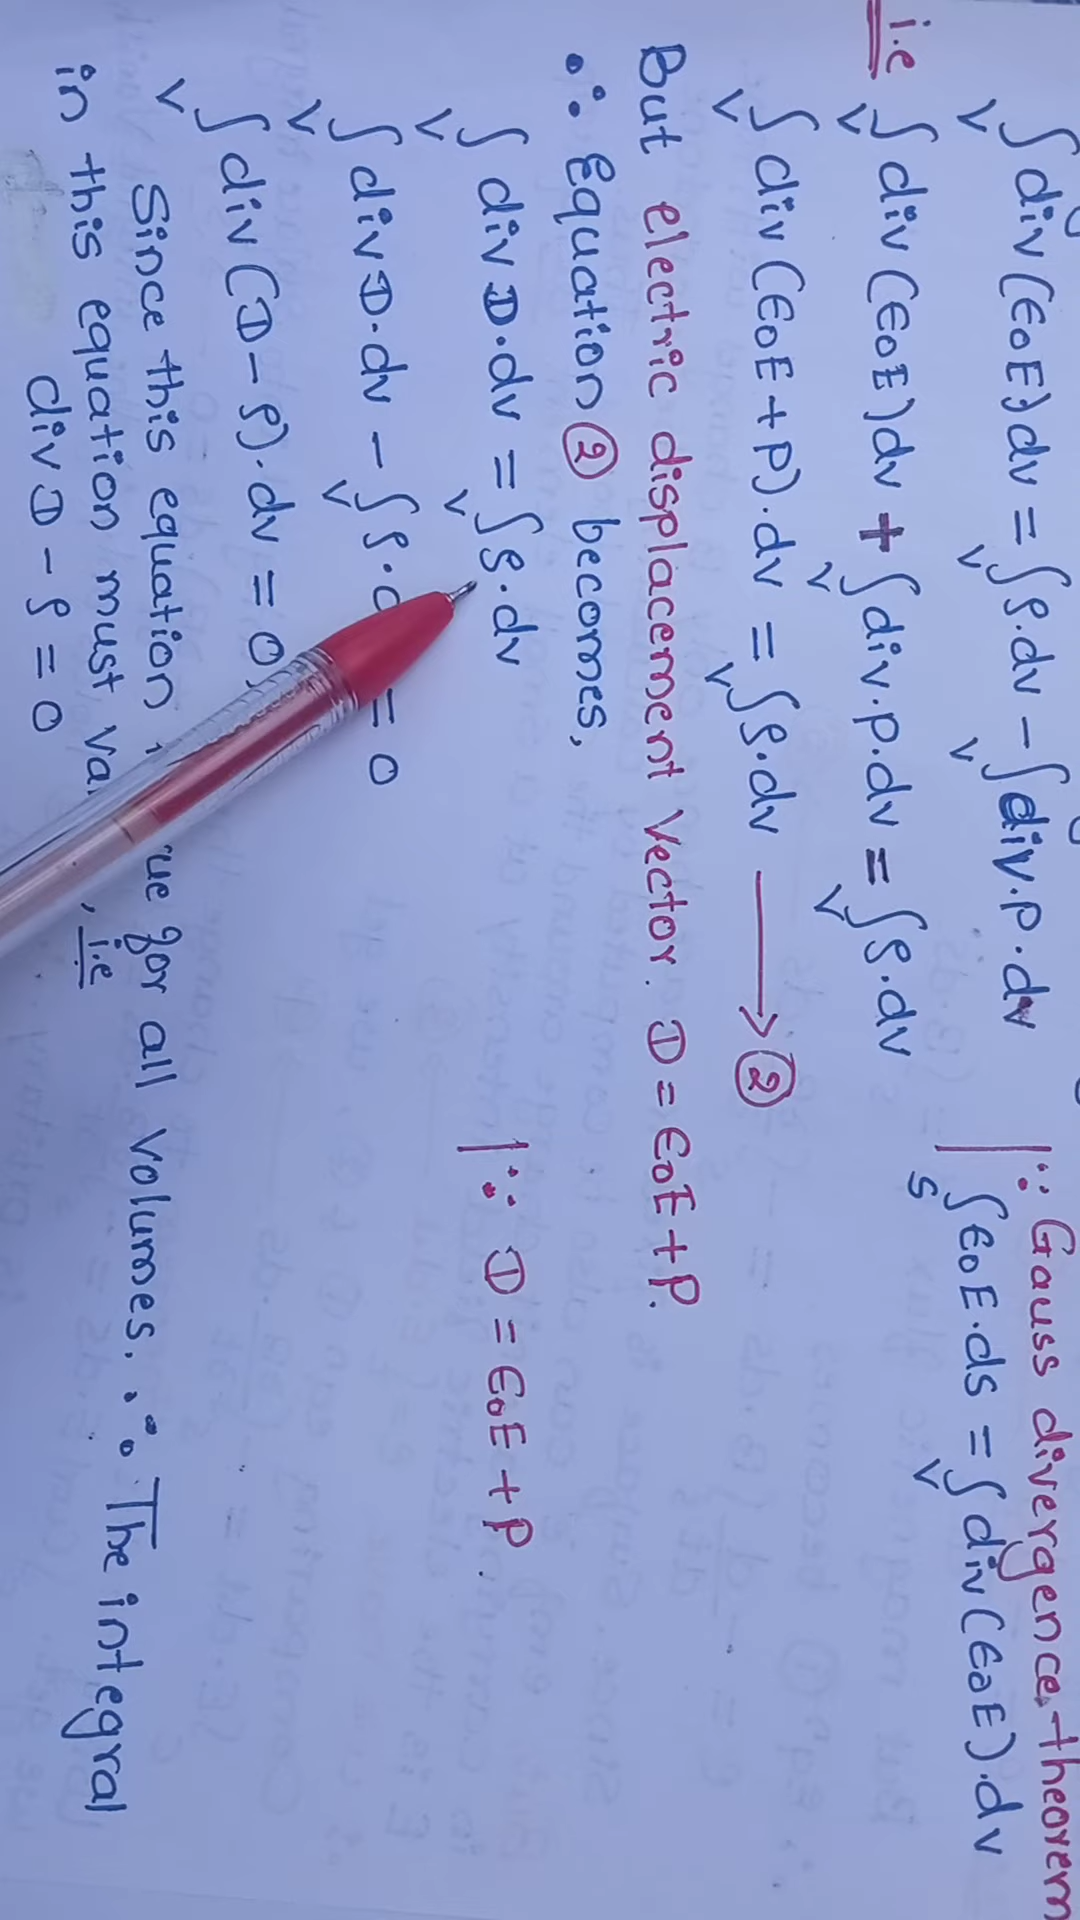 ∫ᵥ div(ϵ₀E)dv = ∫ᵥ ρ.dv − ∫ᵥ div.P.dv
∵ Gauss divergence theorem
i.e ∫ᵥ div(ϵ₀E)dv + ∫ᵥ div.P.dv = ∫ᵥ ρ.dv
∫ₛ ϵ₀E.ds = ∫ᵥ div(ϵ₀E).dv
∫ᵥ div(ϵ₀E + P).dv = ∫ᵥ ρ.dv ⟶ ②
But electric displacement Vector. D = ϵ₀E + P.
∴ Equation ② becomes,
∫ᵥ div D.dv = ∫ᵥ ρ.dv | ∵ D = ϵ₀E + P.
∫ᵥ div D.dv − ∫ᵥ ρ. = 0
∫ᵥ div(D − ρ).dv = 0,
Since this equation for all volumes. ∴ The integral
in this equation must , i.e
div D − ρ = 0